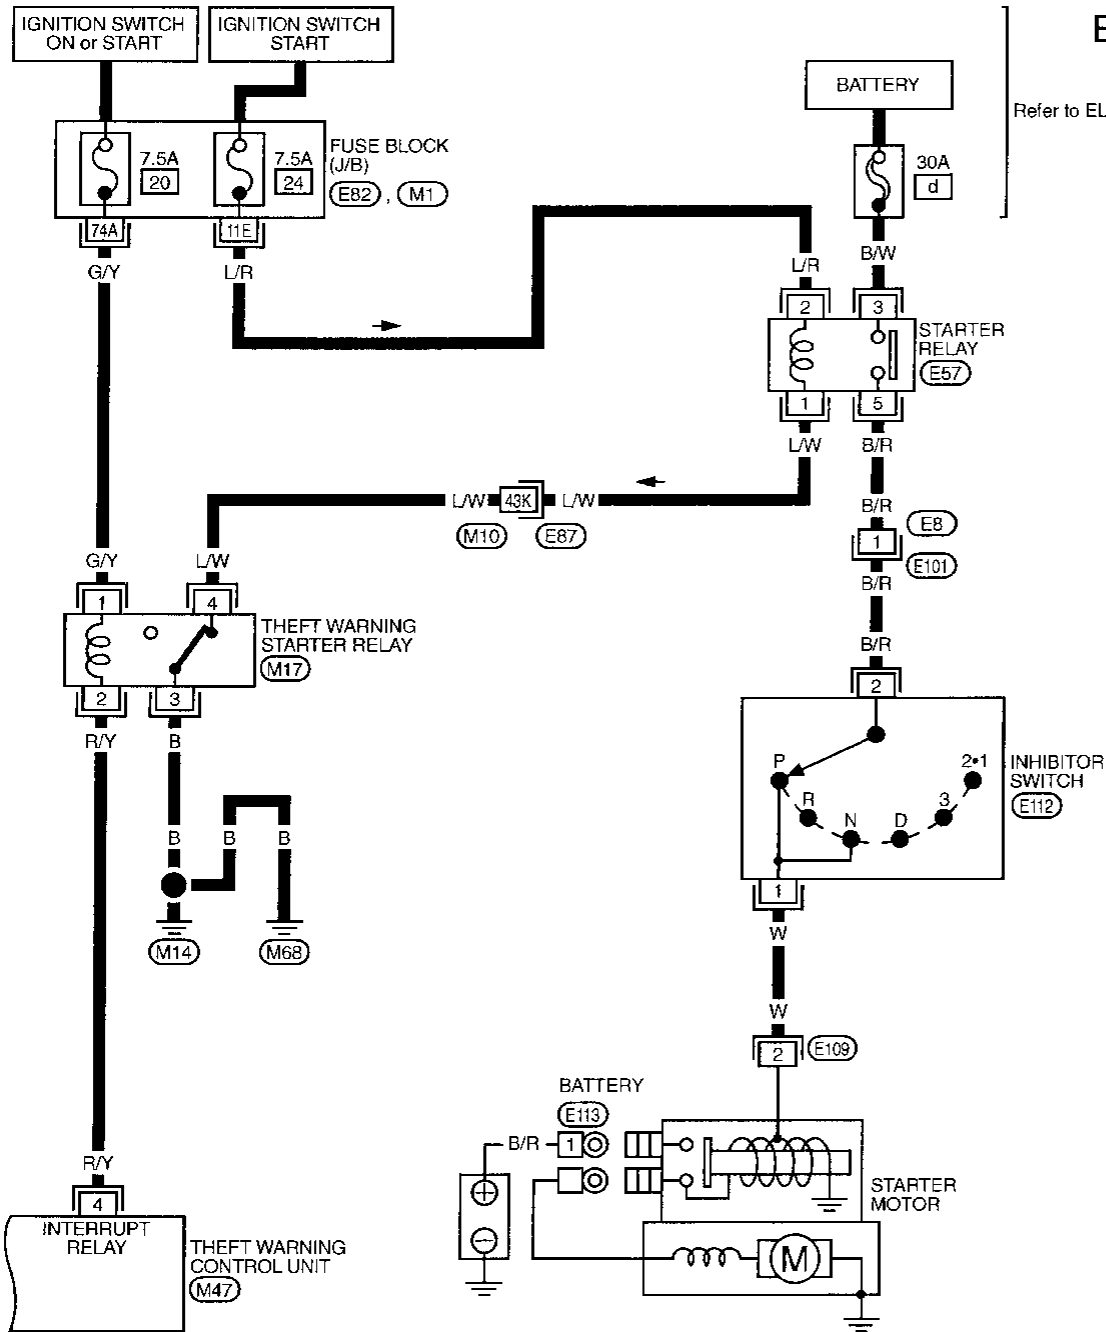 IGNITION SWITCH
ON or START
IGNITION SWITCH
START
E
BATTERY
Refer to EL
7.5A
20
7.5A
24
FUSE BLOCK
(J/B)
E82 , M1
30A
d
74A
11E
G/Y
L/R
L/R
B/W
2
3
STARTER
RELAY
E57
1
5
L/W
B/R
L/W
43K
L/W
M10
E87
B/R
E8
1
E101
B/R
G/Y
L/W
1
4
THEFT WARNING
STARTER RELAY
M17
2
3
B/R
2
R/Y
B
P
R
N
D
3
2•1
INHIBITOR
SWITCH
E112
B
B
B
1
M14
M68
W
W
2
E109
BATTERY
E113
B/R
1
+
−
STARTER
MOTOR
M
R/Y
4
INTERRUPT
RELAY
THEFT WARNING
CONTROL UNIT
M47